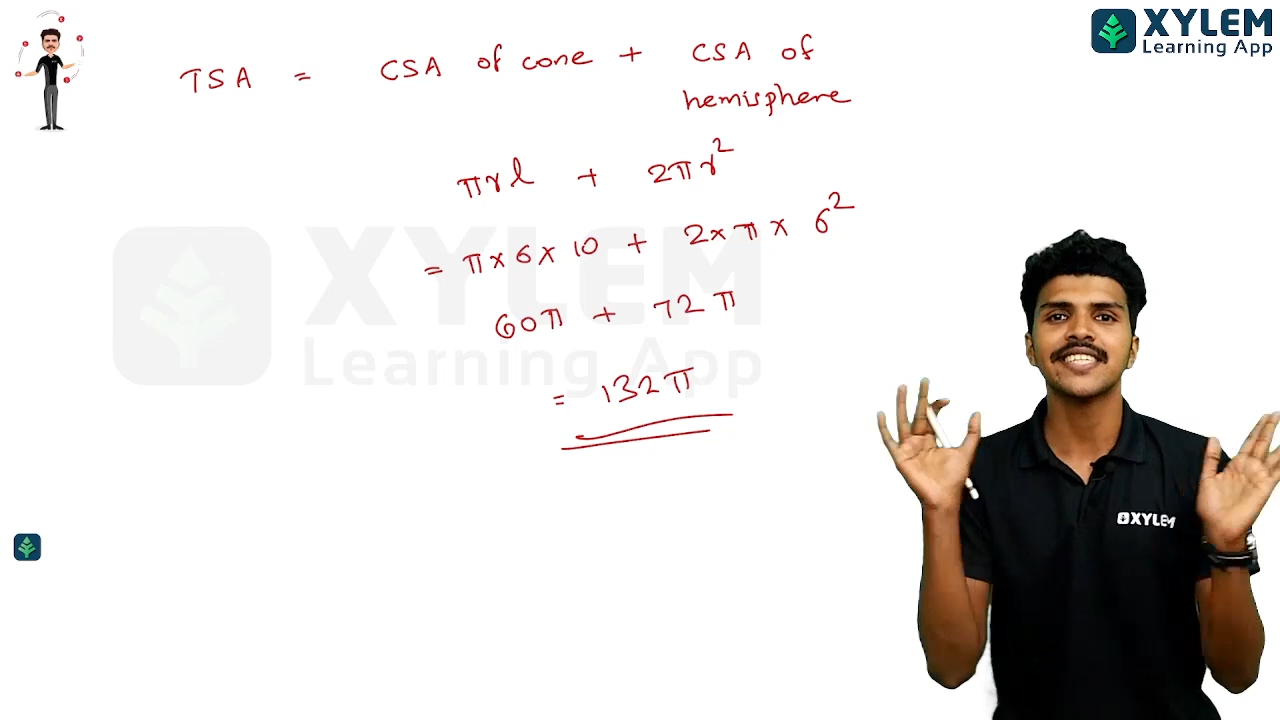 XYLEM
Learning App
TSA = CSA of cone + CSA of
hemisphere
πrl + 2πr²
= π×6×10 + 2×π×6²
60π + 72π
= 132π
XYLEM
Learning App
XYLEM